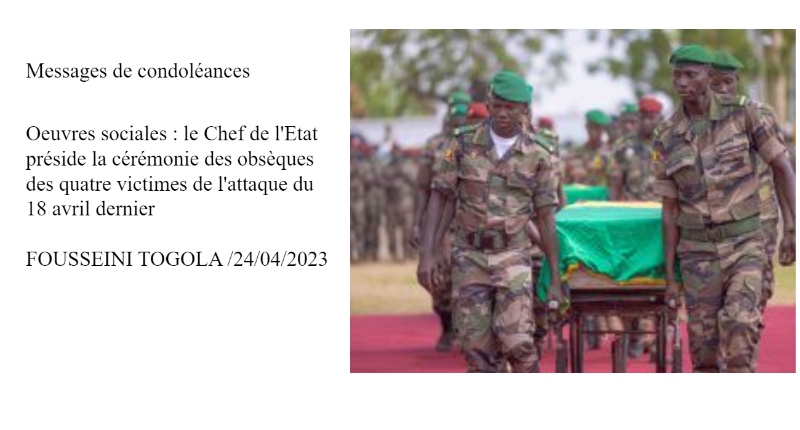 Messages de condoléances
Oeuvres sociales : le Chef de l'Etat
préside la cérémonie des obsèques
des quatre victimes de l'attaque du
18 avril dernier
FOUSSEINI TOGOLA /24/04/2023